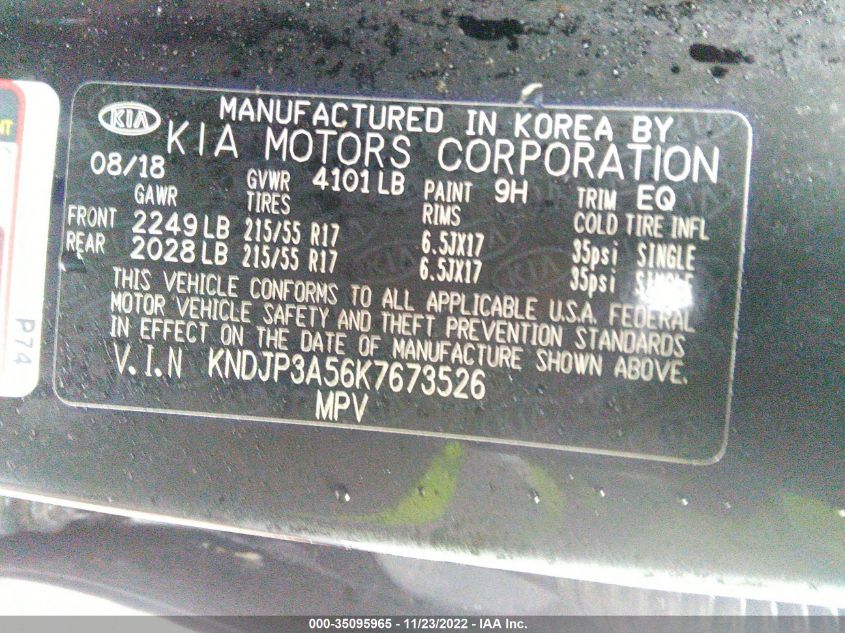 KIA
MANUFACTURED IN KOREA BY
KIA MOTORS CORPORATION
08/18 GVWR 4101 LB PAINT 9H TRIM EQ
GAWR TIRES RIMS COLD TIRE INFL
FRONT 2249 LB 215/55 R17 6.5JX17 35psi SINGLE
REAR 2028 LB 215/55 R17 6.5JX17 35psi SINGLE
THIS VEHICLE CONFORMS TO ALL APPLICABLE U.S.A. FEDERAL
MOTOR VEHICLE SAFETY AND THEFT PREVENTION STANDARDS
IN EFFECT ON THE DATE OF MANUFACTURE SHOWN ABOVE.
V.I.N KNDJP3A56K7673526
MPV
P74
000-35095965 - 11/23/2022 - IAA Inc.